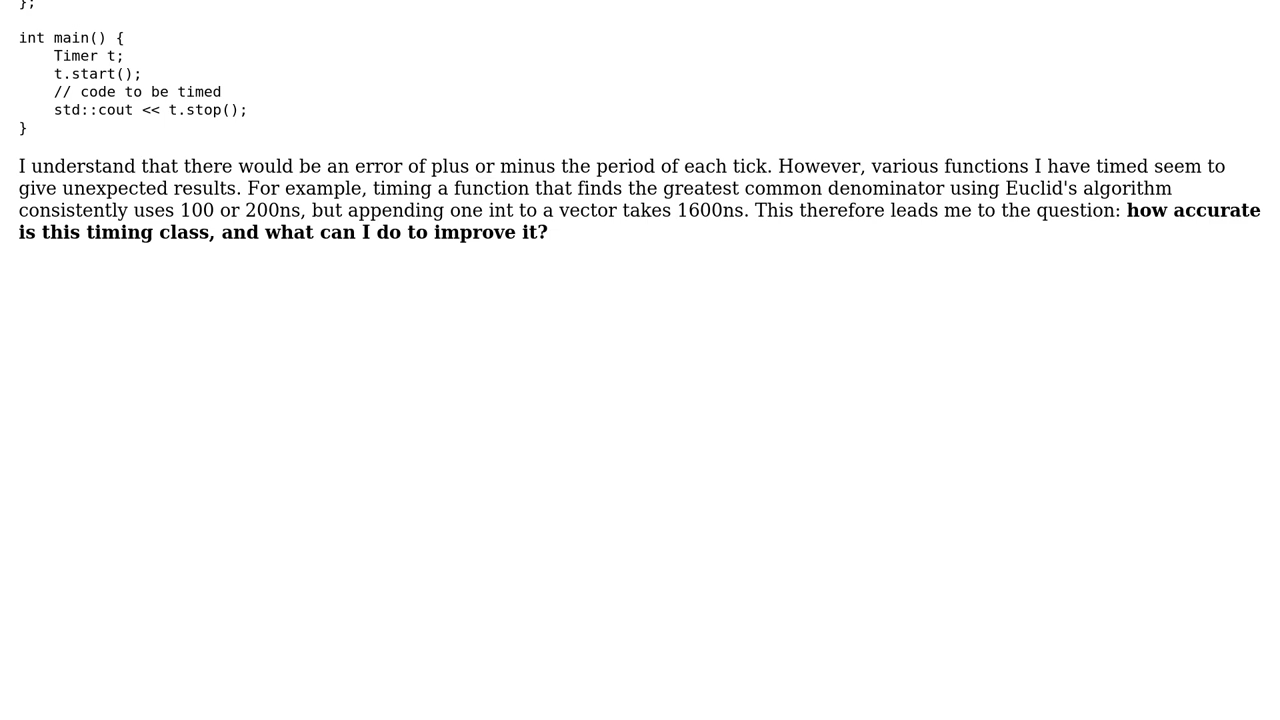 };
int main() {
    Timer t;
    t.start();
    // code to be timed
    std::cout << t.stop();
}
I understand that there would be an error of plus or minus the period of each tick. However, various functions I have timed seem to
give unexpected results. For example, timing a function that finds the greatest common denominator using Euclid's algorithm
consistently uses 100 or 200ns, but appending one int to a vector takes 1600ns. This therefore leads me to the question: how accurate
is this timing class, and what can I do to improve it?